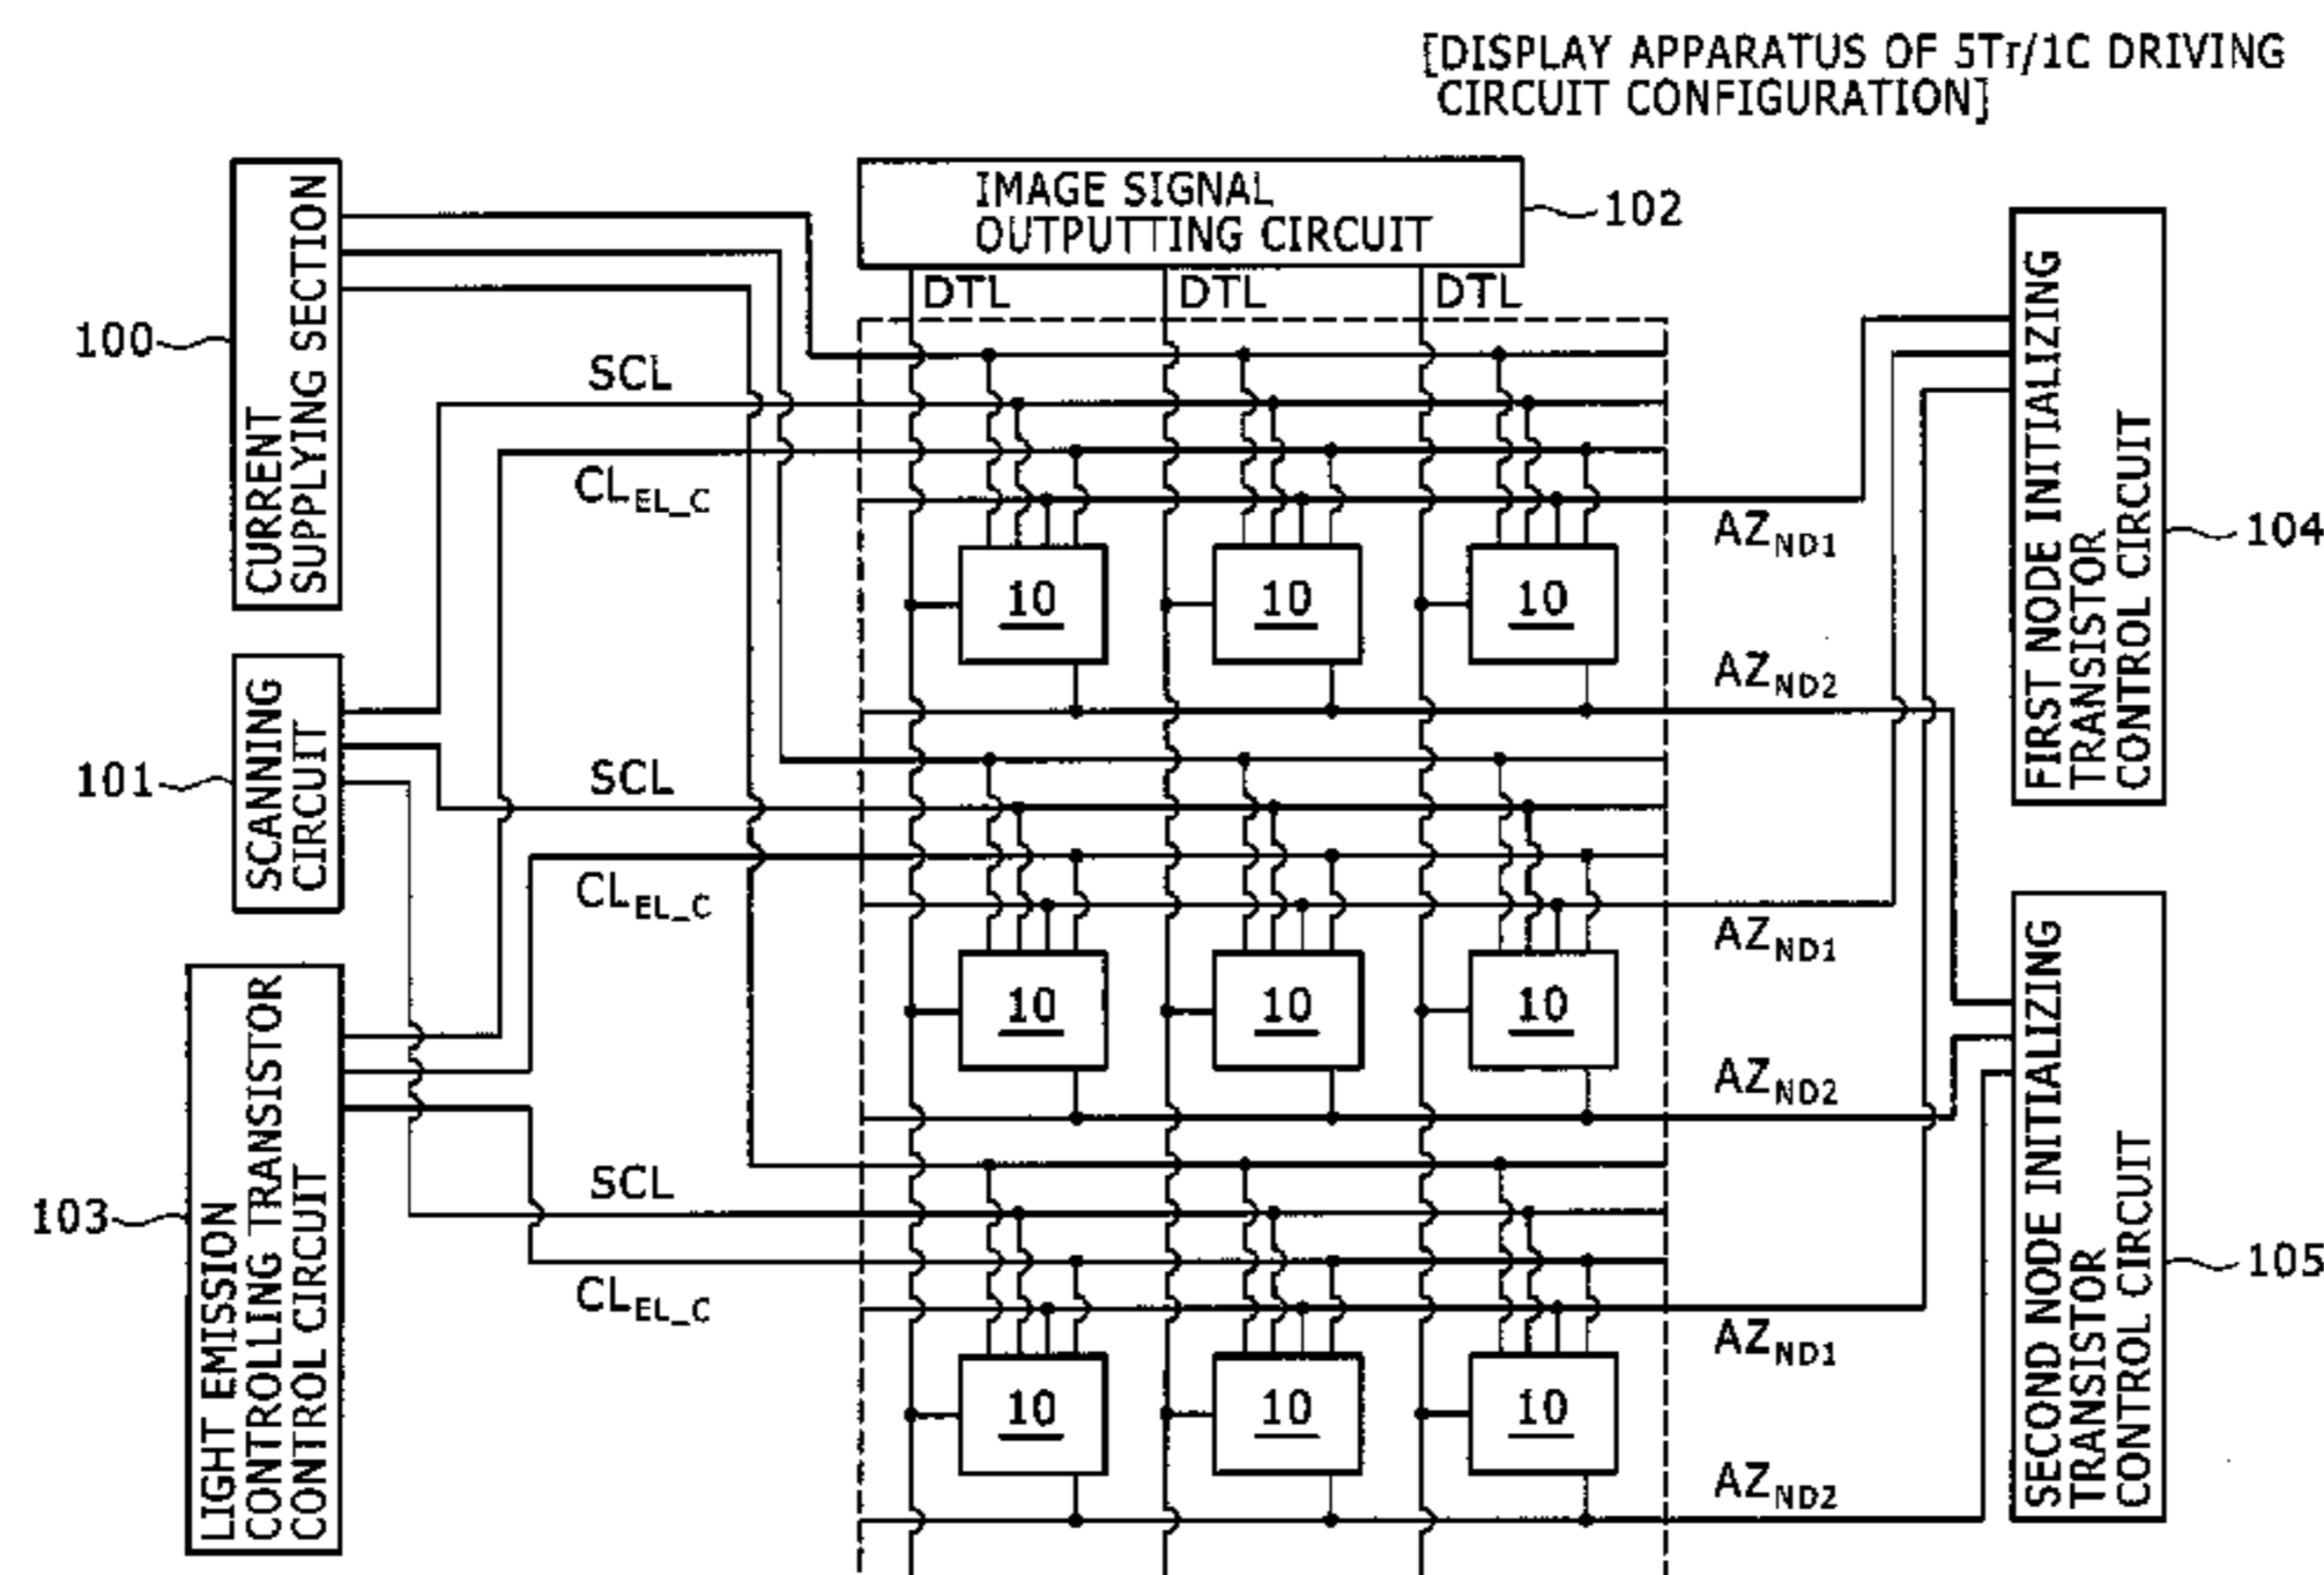 [DISPLAY APPARATUS OF 5Tr/1C DRIVING
CIRCUIT CONFIGURATION]
CURRENT
SUPPLYING SECTION
100
IMAGE SIGNAL
OUTPUTTING CIRCUIT
102
DTL
DTL
DTL
FIRST NODE INITIALIZING
TRANSISTOR
CONTROL CIRCUIT
104
SCL
CLEL_C
AZND1
10
10
10
AZND2
SCANNING
CIRCUIT
101
SCL
CLEL_C
AZND1
10
10
10
AZND2
LIGHT EMISSION
CONTROLLING TRANSISTOR
CONTROL CIRCUIT
103
SECOND NODE INITIALIZING
TRANSISTOR
CONTROL CIRCUIT
105
SCL
CLEL_C
AZND1
10
10
10
AZND2